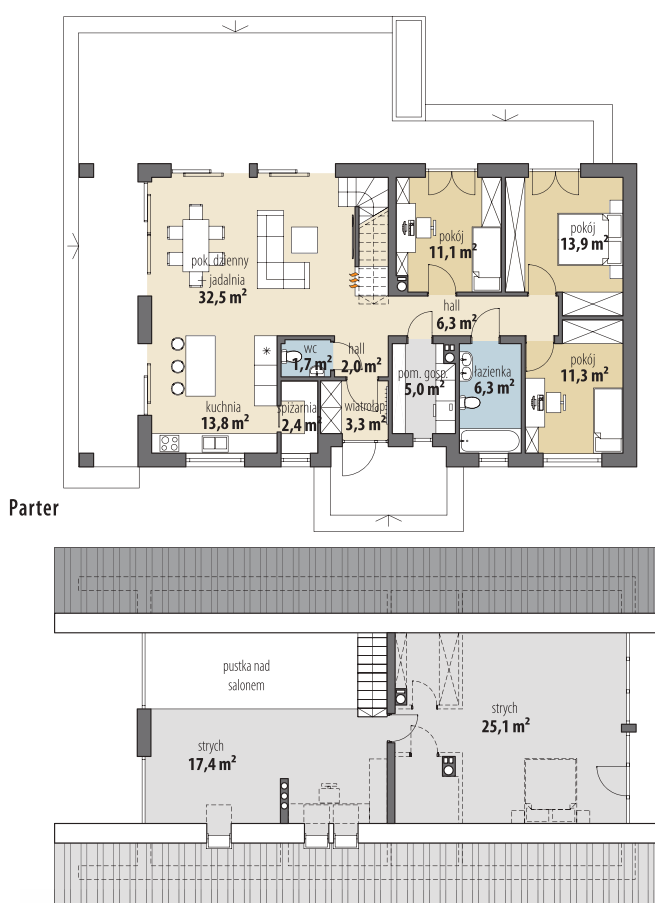 pok. dzienny
+ jadalnia
32,5 m²
pokój
11,1 m²
pokój
13,9 m²
hall
6,3 m²
wc
1,7 m²
hall
2,0 m²
pom. gosp.
5,0 m²
łazienka
6,3 m²
pokój
11,3 m²
kuchnia
13,8 m²
spiżarnia
2,4 m²
wiatrołap
3,3 m²
Parter
pustka nad
salonem
strych
17,4 m²
strych
25,1 m²